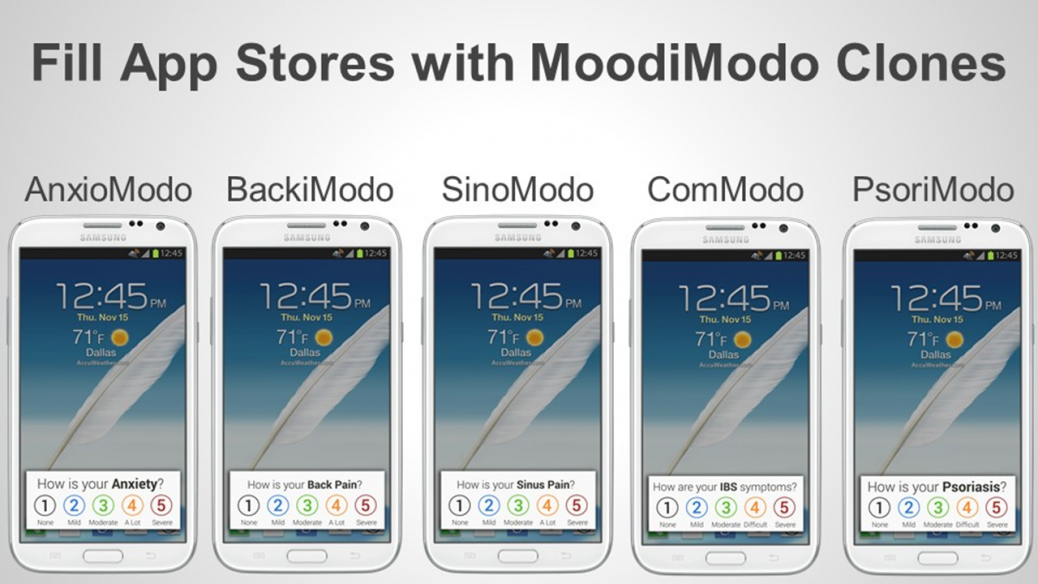 Fill App Stores with MoodiModo Clones
AnxioModo
SAMSUNG
12:45
12:45 PM
Thu. Nov 15
71°F
Dallas
AccuWeather.com
How is your Anxiety?
1 2 3 4 5
None Mild Moderate A Lot Severe
BackiModo
SAMSUNG
12:45
12:45 PM
Thu. Nov 15
71°F
Dallas
AccuWeather.com
How is your Back Pain?
1 2 3 4 5
None Mild Moderate A Lot Severe
SinoModo
SAMSUNG
12:45
12:45 PM
Thu. Nov 15
71°F
Dallas
AccuWeather.com
How is your Sinus Pain?
1 2 3 4 5
None Mild Moderate A Lot Severe
ComModo
SAMSUNG
12:45
12:45 PM
Thu. Nov 15
71°F
Dallas
AccuWeather.com
How are your IBS symptoms?
1 2 3 4 5
None Mild Moderate Difficult Severe
PsoriModo
SAMSUNG
12:45
12:45 PM
Thu. Nov 15
71°F
Dallas
AccuWeather.com
How is your Psoriasis?
1 2 3 4 5
None Mild Moderate Difficult Severe